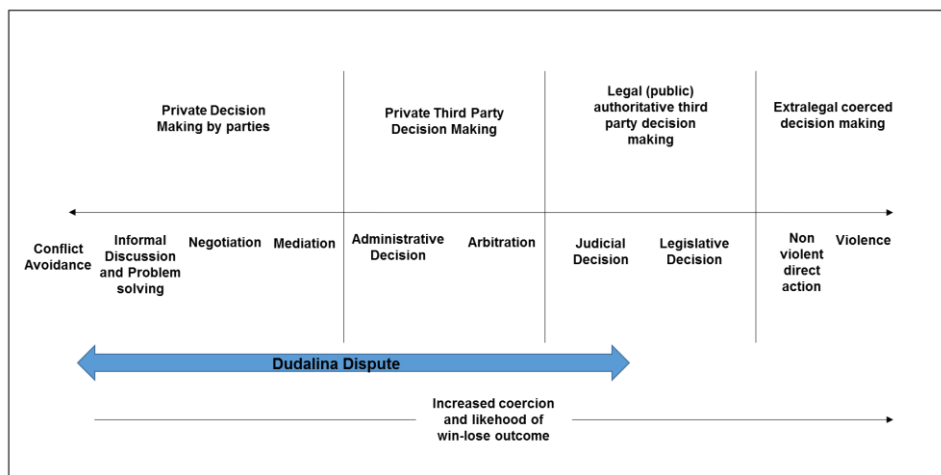 Private Decision
Making by parties
Private Third Party
Decision Making
Legal (public)
authoritative third
party decision
making
Extralegal coerced
decision making
Conflict
Avoidance
Informal
Discussion
and Problem
solving
Negotiation
Mediation
Administrative
Decision
Arbitration
Judicial
Decision
Legislative
Decision
Non
violent
direct
action
Violence
Dudalina Dispute
Increased coercion
and likehood of
win-lose outcome